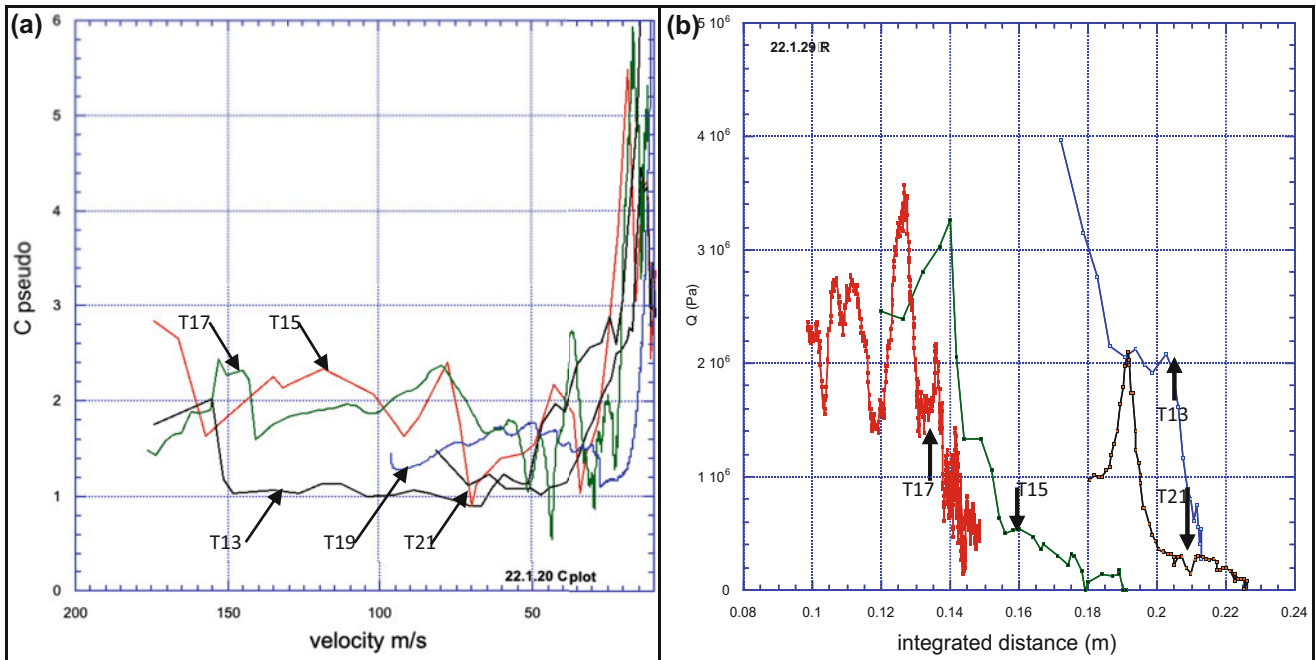 (a)
6
5
4
3
2
1
0
C pseudo
T17
T15
T13
T19
T21
22.1.20 C plot
200
150
100
50
velocity m/s
(b)
22.1.29 R
5 10⁶
4 10⁶
3 10⁶
2 10⁶
1 10⁶
0
Q (Pa)
T13
T17
T15
T21
0.08
0.1
0.12
0.14
0.16
0.18
0.2
0.22
0.24
integrated distance (m)